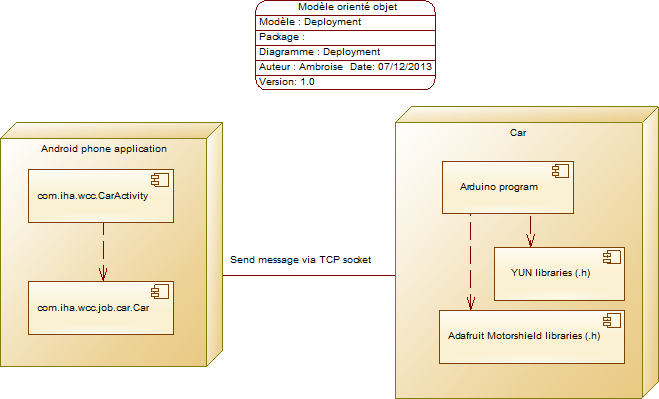 Modèle orienté objet
Modèle : Deployment
Package :
Diagramme : Deployment
Auteur : Ambroise  Date: 07/12/2013
Version: 1.0
Android phone application
com.iha.wcc.CarActivity
com.iha.wcc.job.car.Car
Send message via TCP socket
Car
Arduino program
YUN libraries (.h)
Adafruit Motorshield libraries (.h)